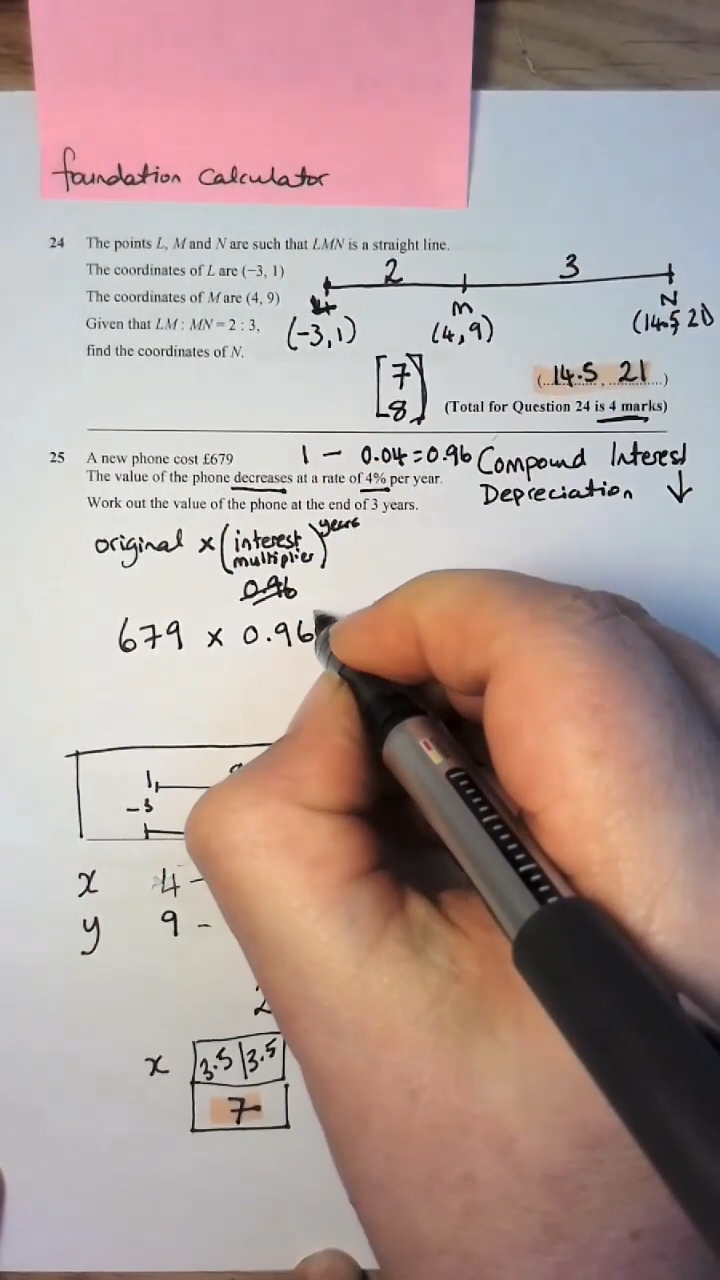 foundation calculator
24 The points L, M and N are such that LMN is a straight line.
The coordinates of L are (−3, 1)
The coordinates of M are (4, 9)
Given that LM : MN = 2 : 3,
find the coordinates of N.
2 3
L M N
(-3,1) (4,9) (14.5, 21)
[7 8]
(14.5, 21)
(Total for Question 24 is 4 marks)
25 A new phone cost £679
The value of the phone decreases at a rate of 4% per year.
Work out the value of the phone at the end of 3 years.
1 - 0.04 = 0.96
Compound Interest
Depreciation ↓
original × (interest multiplier)^years
0.96
679 × 0.96
1
-3
x 4 -
y 9 -
2
x 3.5 | 3.5
7